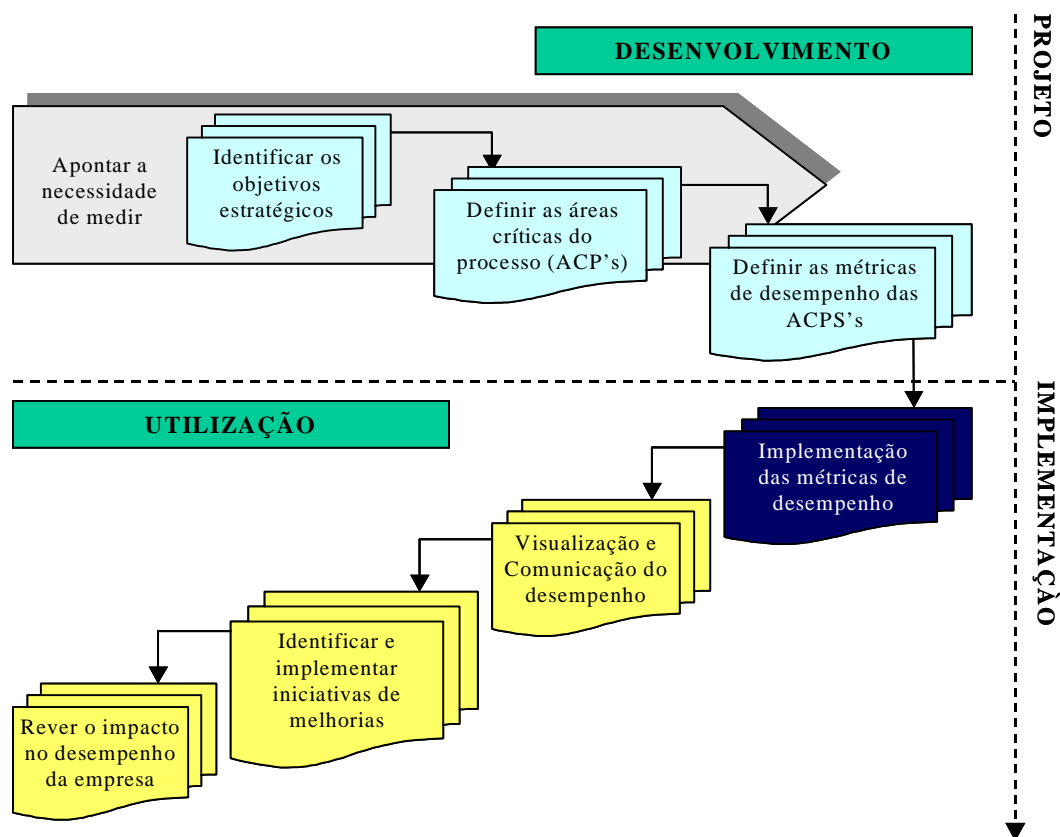 DESENVOLVIMENTO
PROJETO
Apontar a
necessidade
de medir
Identificar os
objetivos
estratégicos
Definir as áreas
críticas do
processo (ACP’s)
Definir as métricas
de desempenho das
ACPS’s
UTILIZAÇÃO
IMPLEMENTAÇÀO
Implementação
das métricas de
desempenho
Visualização e
Comunicação do
desempenho
Identificar e
implementar
iniciativas de
melhorias
Rever o impacto
no desempenho
da empresa